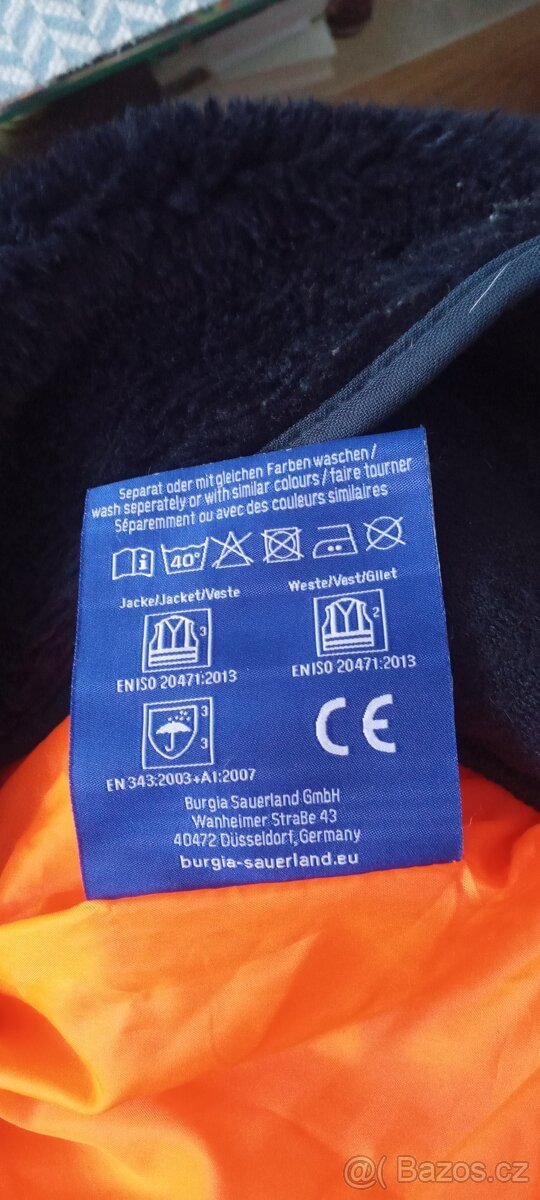 Separat oder mit gleichen Farben waschen/
wash seperately or with similar colours / faire tourner
Séparemment ou avec des couleurs similaires
i 40°
Jacke/Jacket/Veste
Weste/Vest/Gilet
3
2
EN ISO 20471:2013
EN ISO 20471:2013
3
3
CE
EN 343:2003+A1:2007
Burgia Sauerland GmbH
Wanheimer Straße 43
40472 Düsseldorf, Germany
burgia-sauerland.eu
@ Bazos.cz